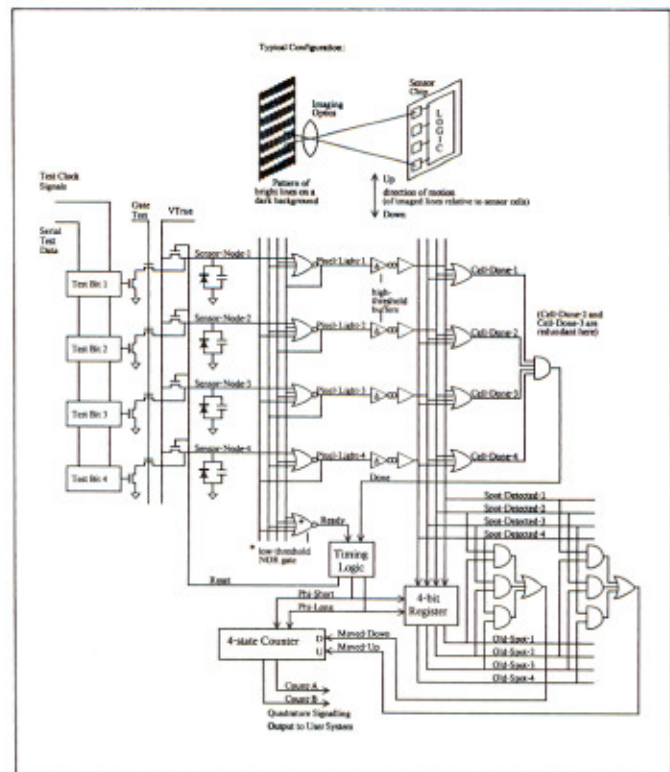 Typical Configuration:
Sensor
Chip
Imaging
Optics
LOGIC
Pattern of
bright lines on a
dark background
Up
direction of motion
(of imaged lines relative to sensor cells)
Down
Test Clock
Signals
Gate
Test
VTrue
Serial
Test
Data
Test Bit 1
Test Bit 2
Test Bit 3
Test Bit 4
Sensor-Node-1
Sensor-Node-2
Sensor-Node-3
Sensor-Node-4
Pixel-Light-1
Pixel-Light-2
Pixel-Light-3
Pixel-Light-4
high-
threshold
buffers
Cell-Done-1
Cell-Done-2
Cell-Done-3
Cell-Done-4
(Cell-Done-2 and
Cell-Done-3 are
redundant here)
Done
Spot-Detected-1
Spot-Detected-2
Spot-Detected-3
Spot-Detected-4
Ready
* low-threshold
NOR gate
Timing
Logic
Reset
Phi-Short
Phi-Long
4-bit
Register
4-state Counter
D
U
Moved-Down
Moved-Up
Old-Spot-1
Old-Spot-2
Old-Spot-3
Old-Spot-4
Count A
Count B
Quadrature Signalling
Output to User System